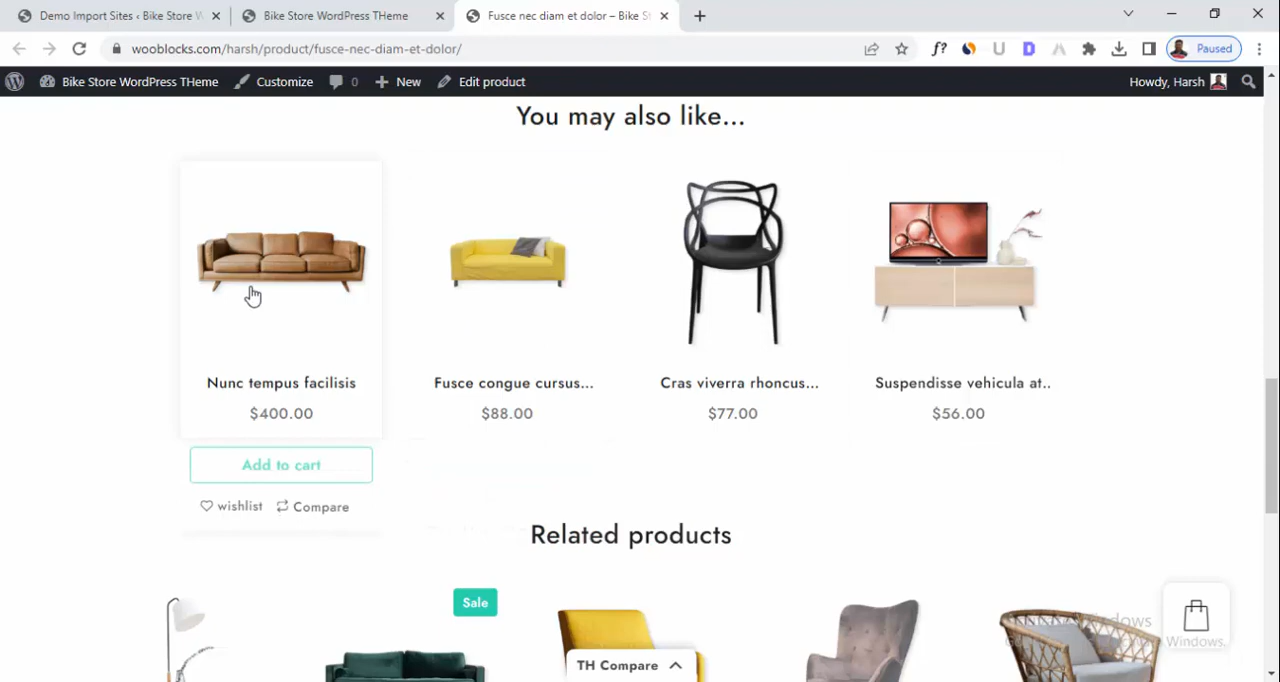 Demo Import Sites ‹ Bike Store W
Bike Store WordPress THeme
Fusce nec diam et dolor – Bike St
wooblocks.com/harsh/product/fusce-nec-diam-et-dolor/
f?
U
D
Paused
Bike Store WordPress THeme
Customize
0
New
Edit product
Howdy, Harsh
You may also like…
Nunc tempus facilisis
$400.00
Add to cart
wishlist
Compare
Fusce congue cursus...
$88.00
Cras viverra rhoncus...
$77.00
Suspendisse vehicula at..
$56.00
Related products
Sale
TH Compare
Windows
Windows.